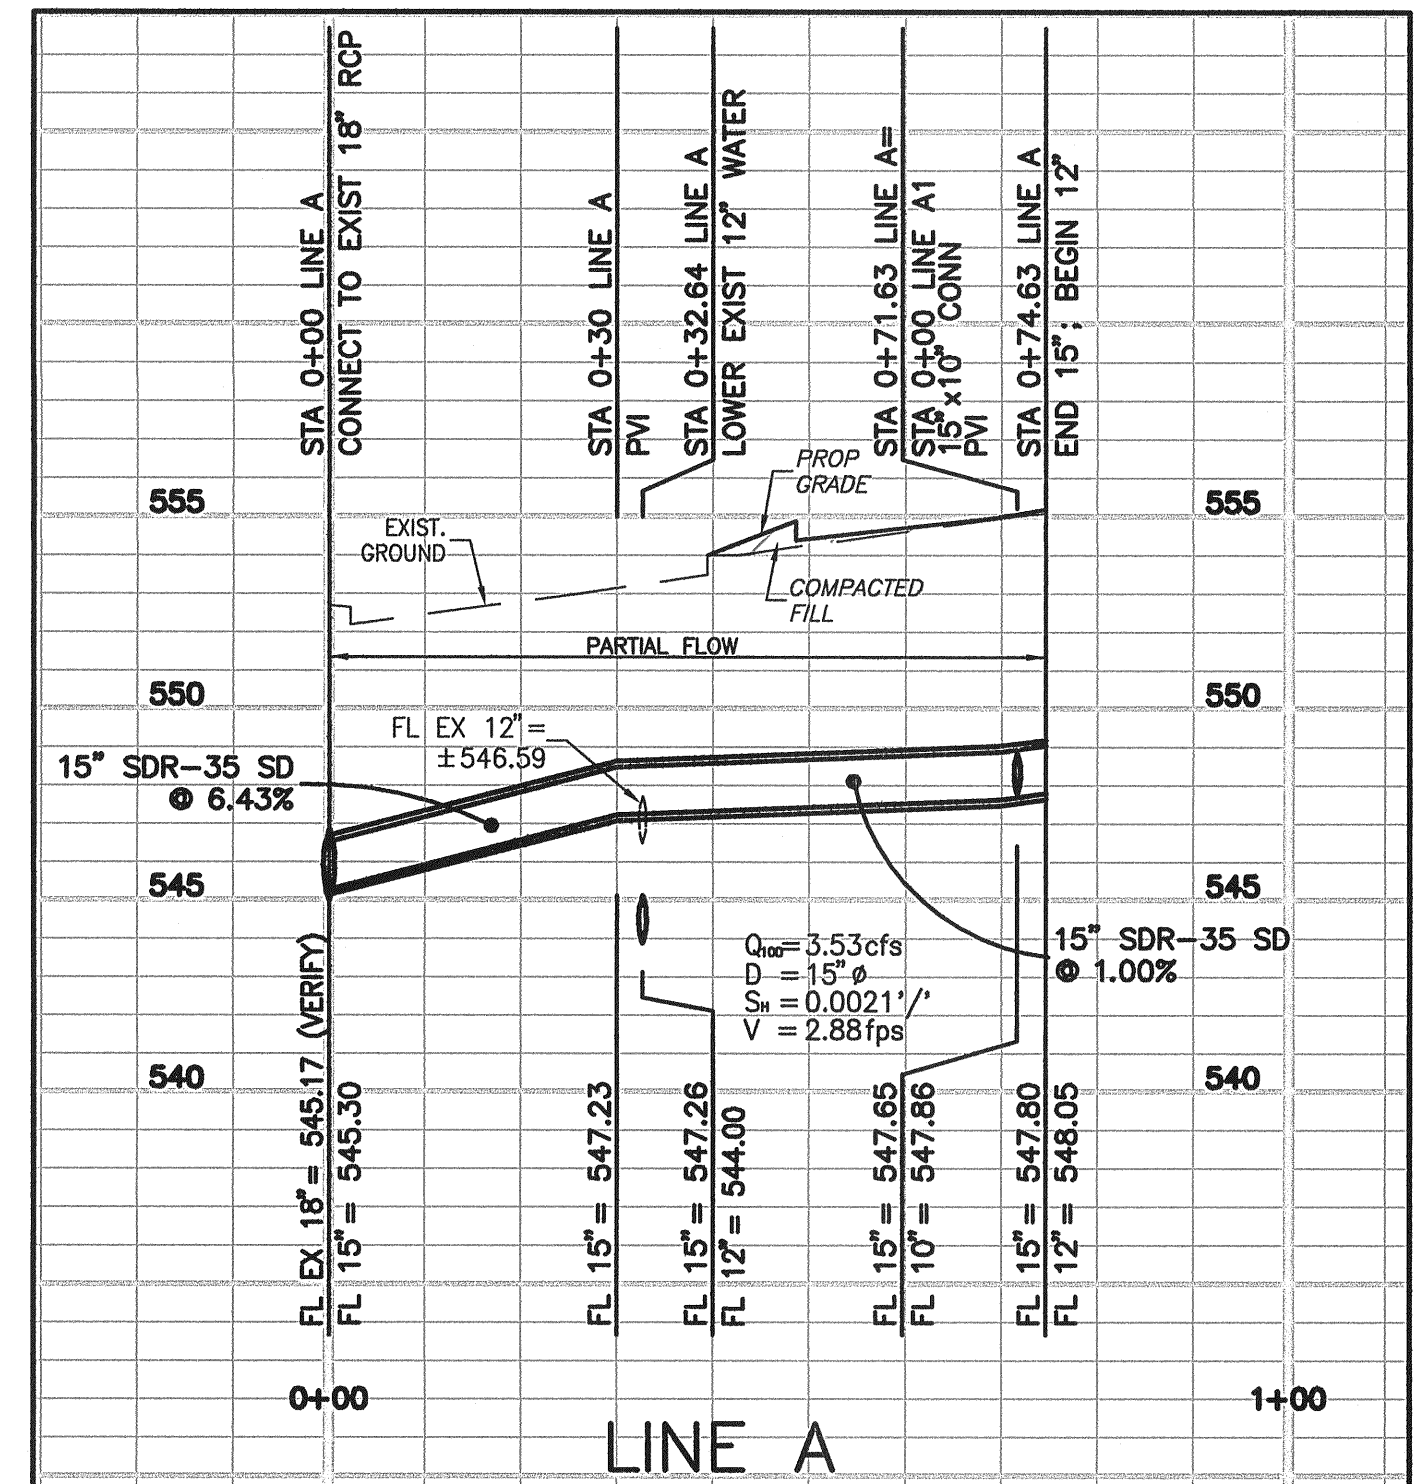 STA 0+00 LINE A
CONNECT TO EXIST 18" RCP
STA 0+30 LINE A
PVI
STA 0+32.64 LINE A
LOWER EXIST 12" WATER
STA 0+71.63 LINE A=
STA 0+00 LINE A1
15"x10" CONN
PVI
STA 0+74.63 LINE A
END 15"; BEGIN 12"
555
555
EXIST.
GROUND
PROP
GRADE
COMPACTED
FILL
PARTIAL FLOW
550
550
FL EX 12"=
±546.59
15" SDR-35 SD
@ 6.43%
545
545
Q100=3.53cfs
D =15"ø
SH =0.0021'/'
V =2.88fps
15" SDR-35 SD
@ 1.00%
540
540
FL EX 18"= 545.17 (VERIFY)
FL 15"= 545.30
FL 15"= 547.23
FL 15"= 547.26
FL 12"= 544.00
FL 15"= 547.65
FL 10"= 547.86
FL 15"= 547.80
FL 12"= 548.05
0+00
1+00
LINE A